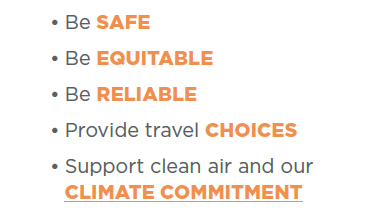 • Be SAFE
• Be EQUITABLE
• Be RELIABLE
• Provide travel CHOICES
• Support clean air and our
CLIMATE COMMITMENT